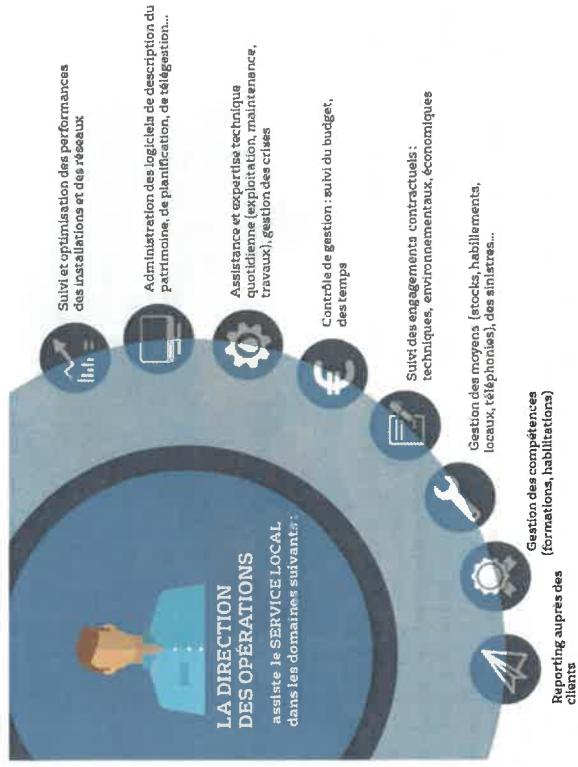 LA DIRECTION
DES OPÉRATIONS
assiste le SERVICE LOCAL
dans les domaines suivants :
Suivi et optimisation des performances
des installations et des réseaux
Administration des logiciels de description du
patrimoine, de planification, de télégestion...
Assistance et expertise technique
quotidienne (exploitation, maintenance,
travaux), gestion des crises
Contrôle de gestion : suivi du budget,
des temps
Suivi des engagements contractuels :
techniques, environnementaux, économiques
Gestion des moyens (stocks, habillements,
locaux, téléphonies), des sinistres...
Gestion des compétences
(formations, habilitations)
Reporting auprès des
clients